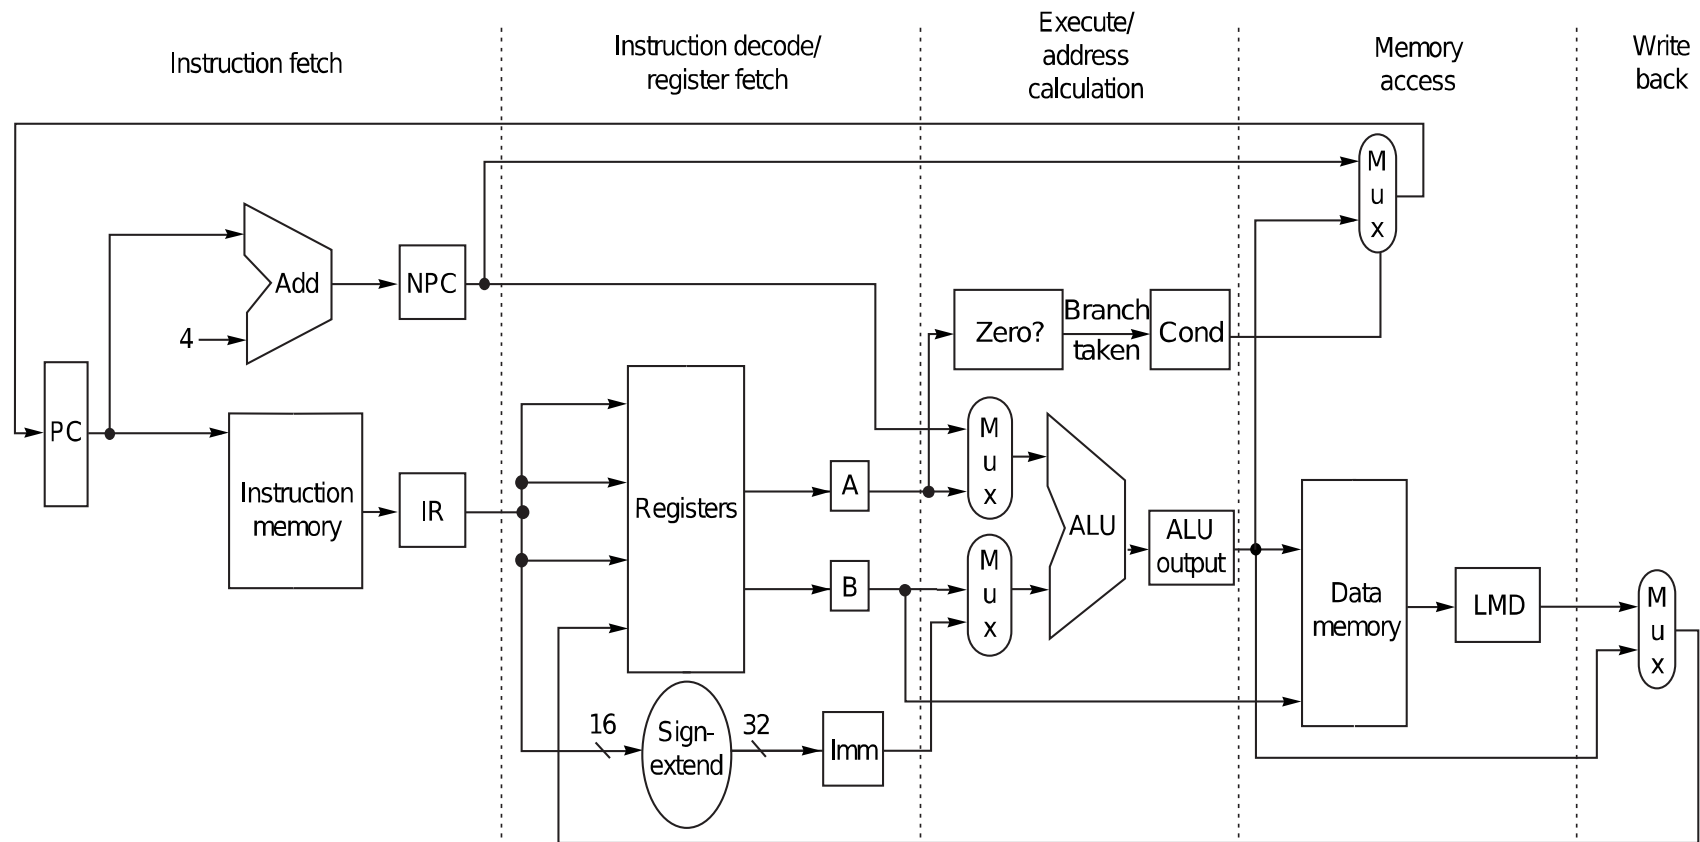 Instruction fetch
Instruction decode/
register fetch
Execute/
address
calculation
Memory
access
Write
back
M
u
x
Add
NPC
4
Zero?
Branch
taken
Cond
PC
Instruction
memory
IR
Registers
A
B
M
u
x
M
u
x
ALU
ALU
output
Data
memory
LMD
M
u
x
16
Sign-
extend
32
Imm